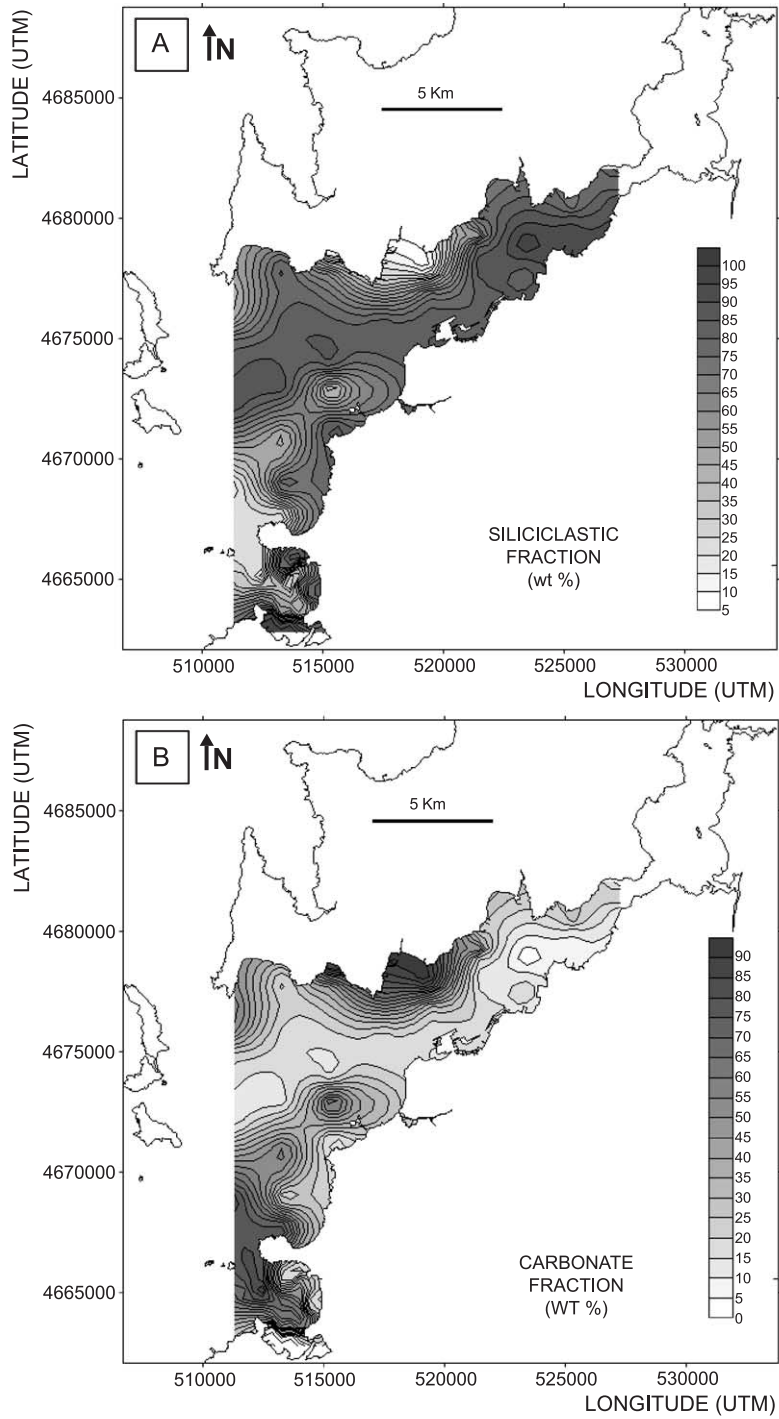 A
N
5 Km
LATITUDE (UTM)
4685000
4680000
4675000
4670000
4665000
100
95
90
85
80
75
70
65
60
55
50
45
40
35
30
25
20
15
10
5
SILICICLASTIC
FRACTION
(wt %)
510000 515000 520000 525000 530000
LONGITUDE (UTM)
B
N
5 Km
LATITUDE (UTM)
4685000
4680000
4675000
4670000
4665000
90
85
80
75
70
65
60
55
50
45
40
35
30
25
20
15
10
5
0
CARBONATE
FRACTION
(WT %)
510000 515000 520000 525000 530000
LONGITUDE (UTM)